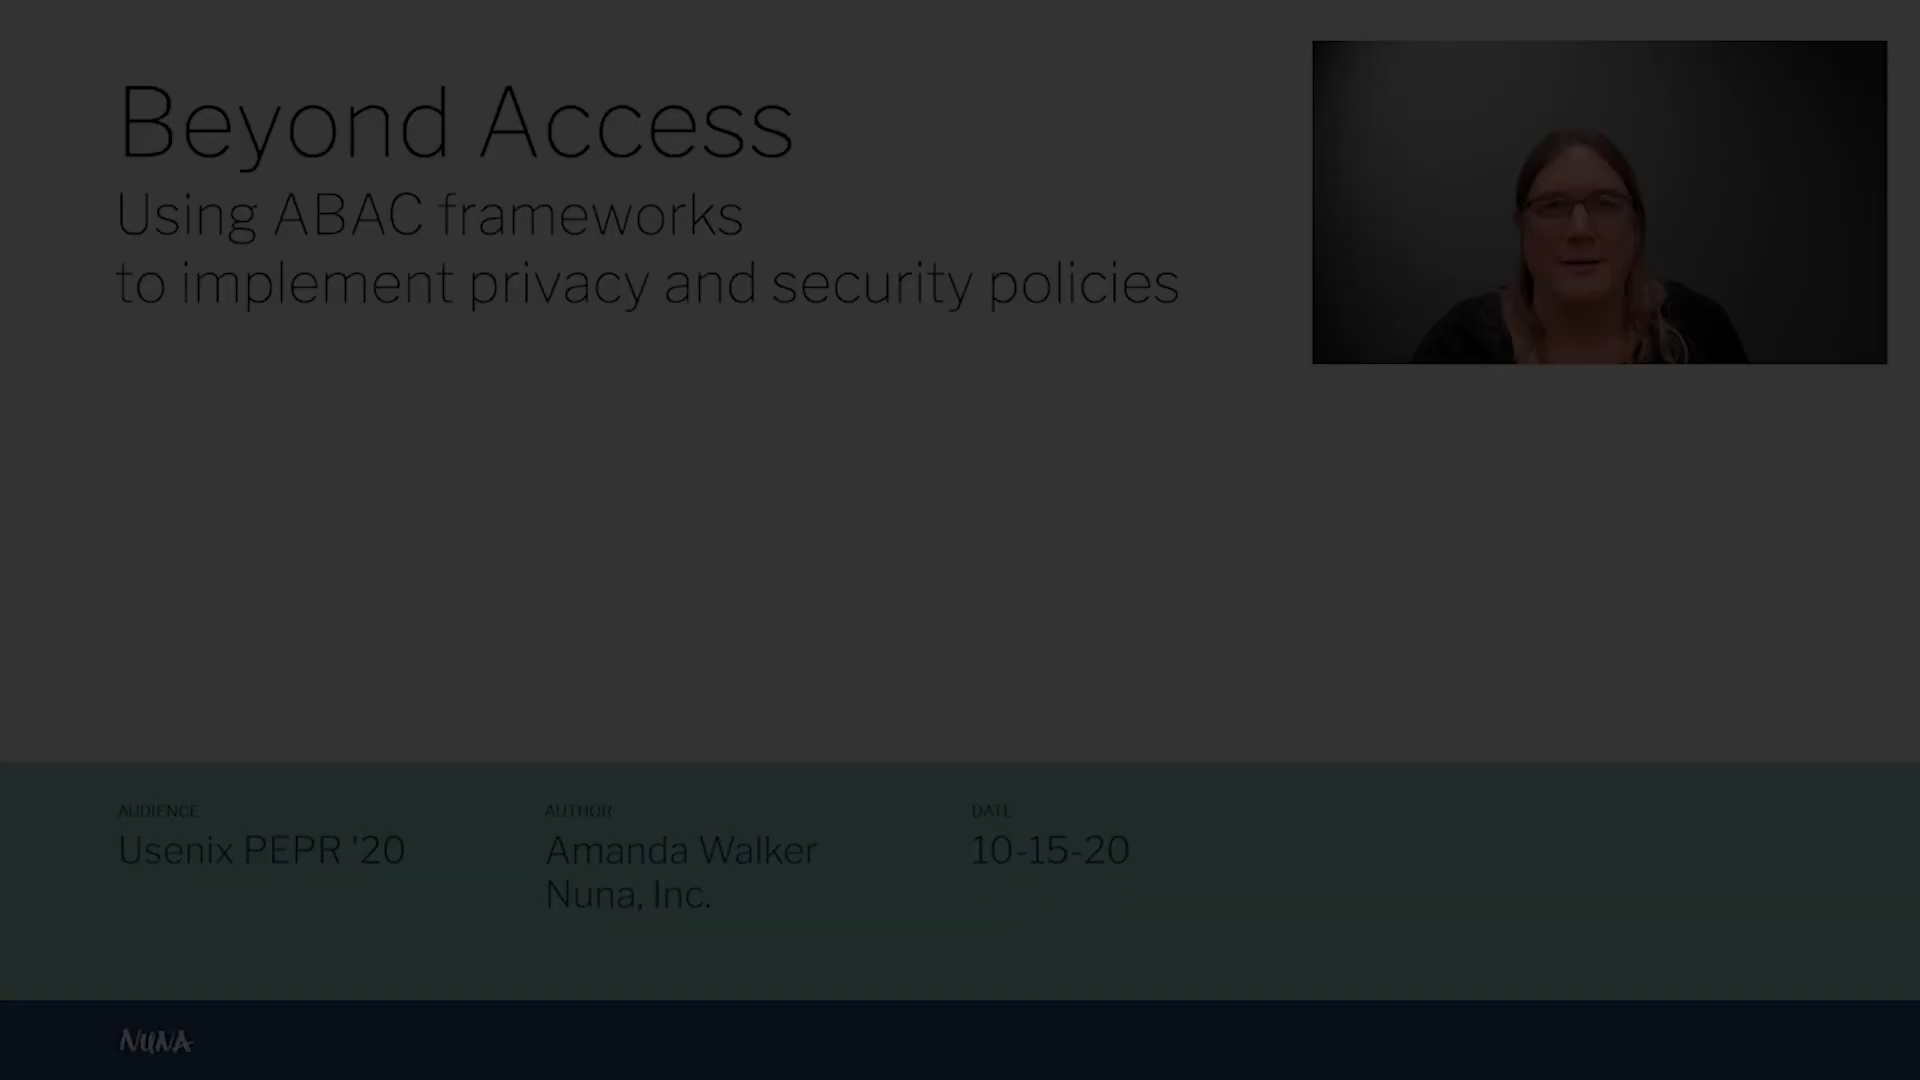 Beyond Access
Using ABAC frameworks
to implement privacy and security policies
AUDIENCE
Usenix PEPR '20
AUTHOR
Amanda Walker
Nuna, Inc.
DATE
10-15-20
NUNA